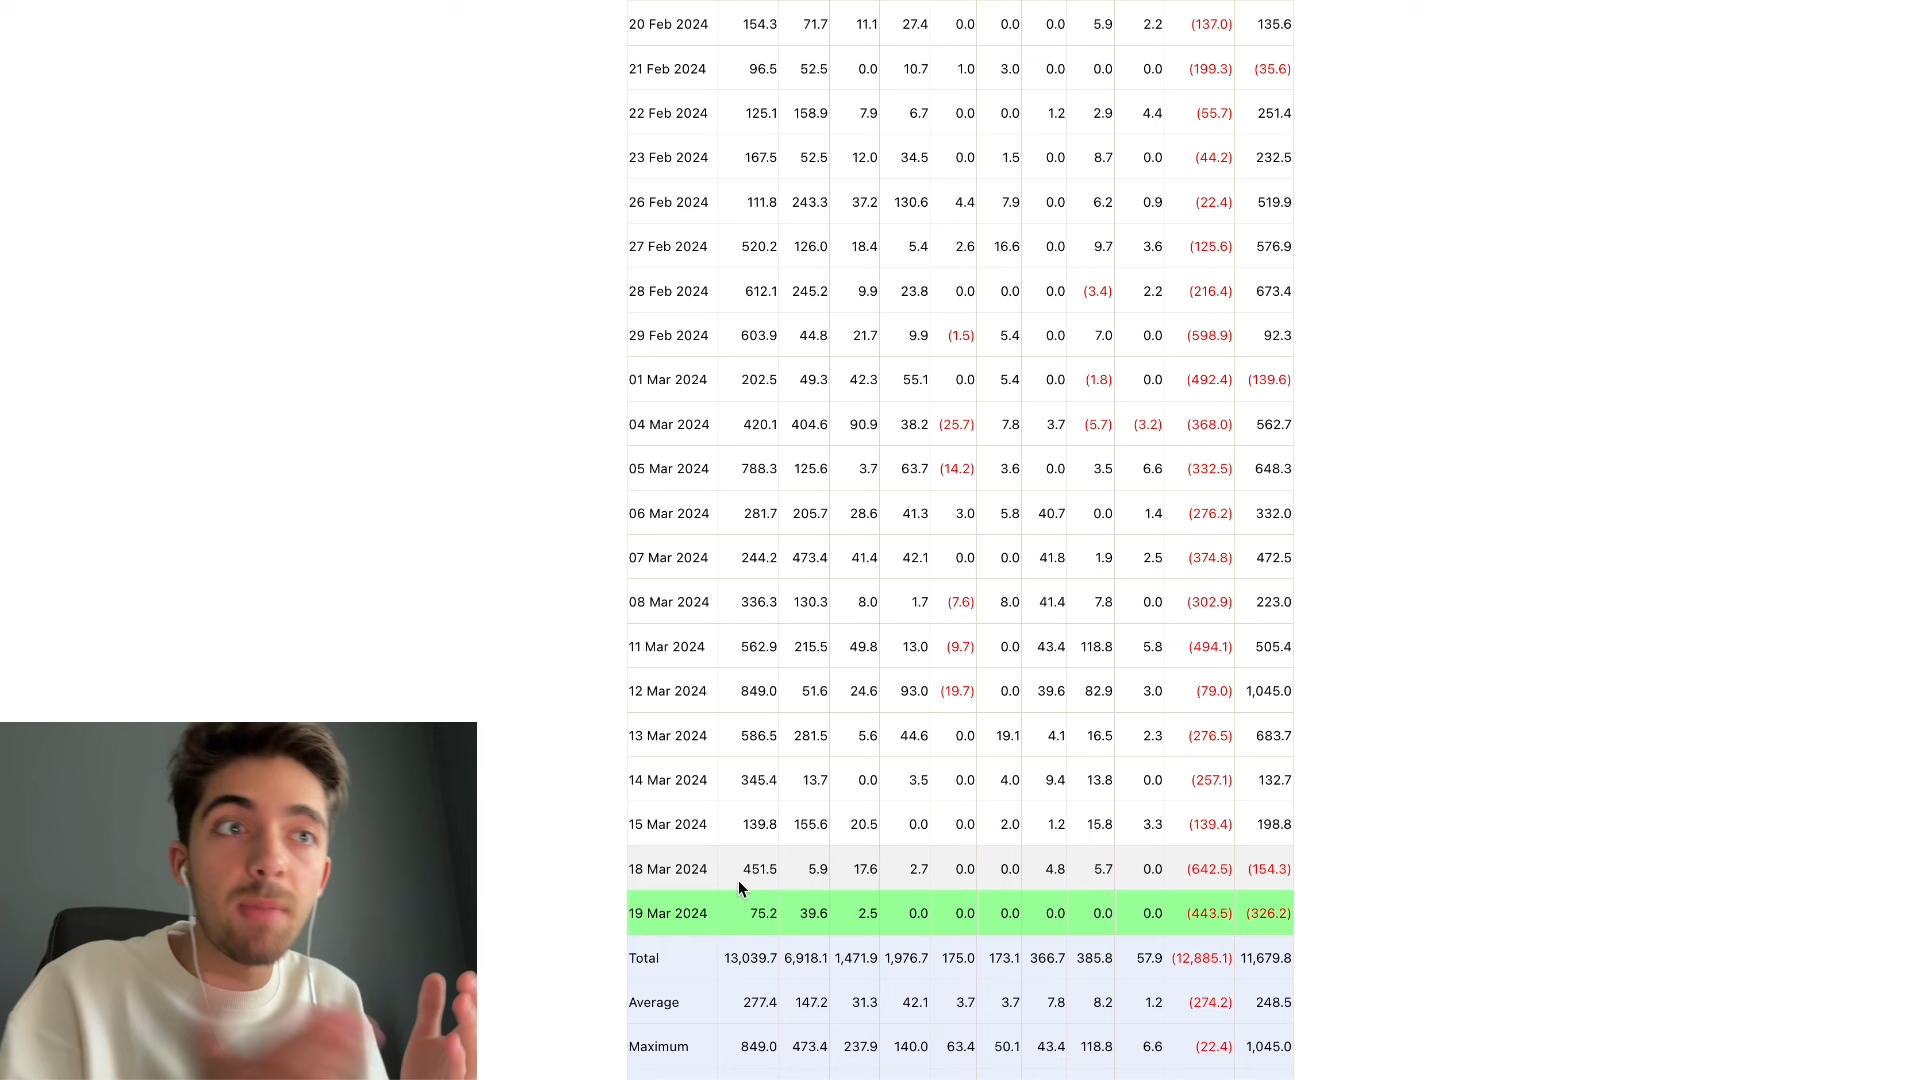 20 Feb 2024 154.3 71.7 11.1 27.4 0.0 0.0 0.0 5.9 2.2 (137.0) 135.6
21 Feb 2024 96.5 52.5 0.0 10.7 1.0 3.0 0.0 0.0 0.0 (199.3) (35.6)
22 Feb 2024 125.1 158.9 7.9 6.7 0.0 0.0 1.2 2.9 4.4 (55.7) 251.4
23 Feb 2024 167.5 52.5 12.0 34.5 0.0 1.5 0.0 8.7 0.0 (44.2) 232.5
26 Feb 2024 111.8 243.3 37.2 130.6 4.4 7.9 0.0 6.2 0.9 (22.4) 519.9
27 Feb 2024 520.2 126.0 18.4 5.4 2.6 16.6 0.0 9.7 3.6 (125.6) 576.9
28 Feb 2024 612.1 245.2 9.9 23.8 0.0 0.0 0.0 (3.4) 2.2 (216.4) 673.4
29 Feb 2024 603.9 44.8 21.7 9.9 (1.5) 5.4 0.0 7.0 0.0 (598.9) 92.3
01 Mar 2024 202.5 49.3 42.3 55.1 0.0 5.4 0.0 (1.8) 0.0 (492.4) (139.6)
04 Mar 2024 420.1 404.6 90.9 38.2 (25.7) 7.8 3.7 (5.7) (3.2) (368.0) 562.7
05 Mar 2024 788.3 125.6 3.7 63.7 (14.2) 3.6 0.0 3.5 6.6 (332.5) 648.3
06 Mar 2024 281.7 205.7 28.6 41.3 3.0 5.8 40.7 0.0 1.4 (276.2) 332.0
07 Mar 2024 244.2 473.4 41.4 42.1 0.0 0.0 41.8 1.9 2.5 (374.8) 472.5
08 Mar 2024 336.3 130.3 8.0 1.7 (7.6) 8.0 41.4 7.8 0.0 (302.9) 223.0
11 Mar 2024 562.9 215.5 49.8 13.0 (9.7) 0.0 43.4 118.8 5.8 (494.1) 505.4
12 Mar 2024 849.0 51.6 24.6 93.0 (19.7) 0.0 39.6 82.9 3.0 (79.0) 1,045.0
13 Mar 2024 586.5 281.5 5.6 44.6 0.0 19.1 4.1 16.5 2.3 (276.5) 683.7
14 Mar 2024 345.4 13.7 0.0 3.5 0.0 4.0 9.4 13.8 0.0 (257.1) 132.7
15 Mar 2024 139.8 155.6 20.5 0.0 0.0 2.0 1.2 15.8 3.3 (139.4) 198.8
18 Mar 2024 451.5 5.9 17.6 2.7 0.0 0.0 4.8 5.7 0.0 (642.5) (154.3)
19 Mar 2024 75.2 39.6 2.5 0.0 0.0 0.0 0.0 0.0 0.0 (443.5) (326.2)
Total 13,039.7 6,918.1 1,471.9 1,976.7 175.0 173.1 366.7 385.8 57.9 (12,885.1) 11,679.8
Average 277.4 147.2 31.3 42.1 3.7 3.7 7.8 8.2 1.2 (274.2) 248.5
Maximum 849.0 473.4 237.9 140.0 63.4 50.1 43.4 118.8 6.6 (22.4) 1,045.0